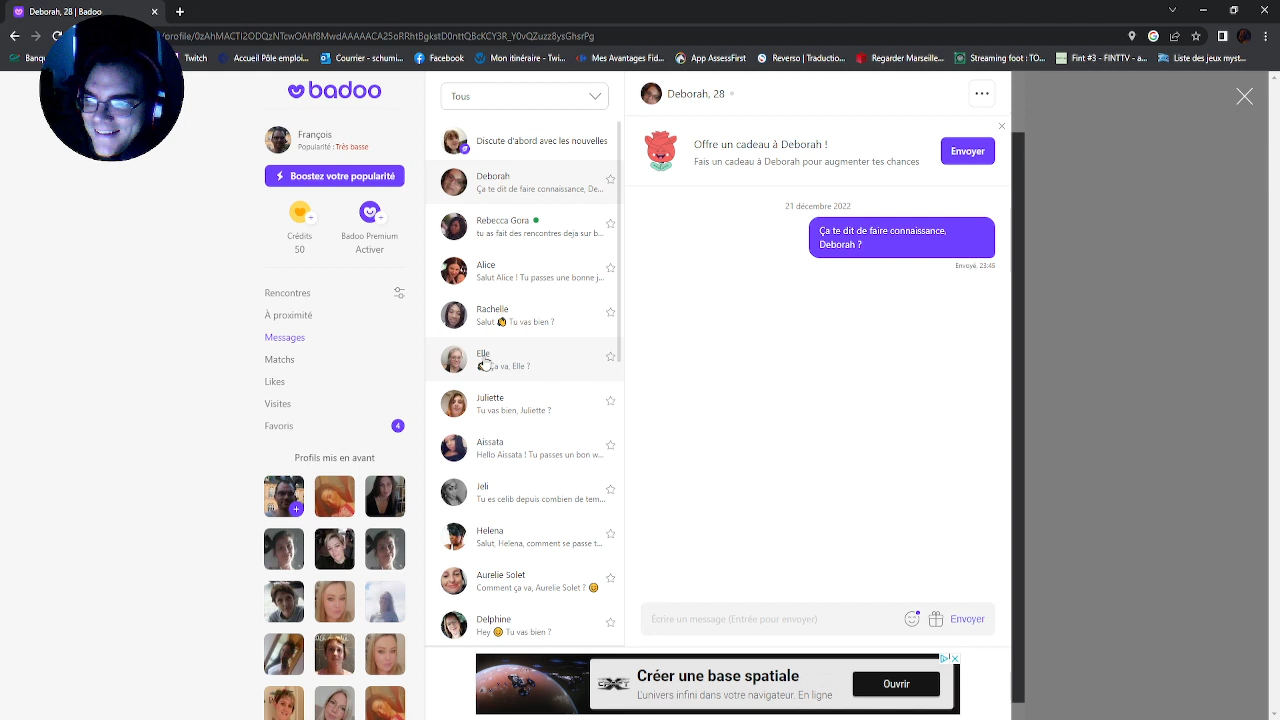 Deborah, 28 | Badoo
rofile/0zAhMACTI2ODQzNTcwOAhf8MwdAAAAACA25oRRhtBgkstD0nttQBcKCY3R_Y0vQZuzz8ysGhsrPg
Banq
Twitch
Accueil Pôle emploi...
Courrier - schumi...
Facebook
Mon itinéraire - Twi...
Mes Avantages Fid...
App AssessFirst
Reverso | Traductio...
Regarder Marseille...
Streaming foot : TO...
Fint #3 - FINTTV - a...
Liste des jeux myst...
badoo
François
Popularité : Très basse
Boostez votre popularité
Crédits
50
Badoo Premium
Activer
Rencontres
À proximité
Messages
Matchs
Likes
Visites
Favoris
4
Profils mis en avant
Tous
Discute d'abord avec les nouvelles
Deborah
Ça te dit de faire connaissance, De...
Rebecca Gora
tu as fait des rencontres deja sur b...
Alice
Salut Alice ! Tu passes une bonne j...
Rachelle
Salut 👋 Tu vas bien ?
Elle
Ça va, Elle ?
Juliette
Tu vas bien, Juliette ?
Aissata
Hello Aissata ! Tu passes un bon w...
Jeli
Tu es celib depuis combien de tem...
Helena
Salut, Helena, comment se passe t...
Aurelie Solet
Comment ça va, Aurelie Solet ? 😊
Delphine
Hey 😊 Tu vas bien ?
Deborah, 28
Offre un cadeau à Deborah !
Fais un cadeau à Deborah pour augmenter tes chances
Envoyer
21 décembre 2022
Ça te dit de faire connaissance,
Deborah ?
Envoyé, 23:45
Écrire un message (Entrée pour envoyer)
Envoyer
Créer une base spatiale
L'univers infini dans votre navigateur. En ligne
Ouvrir